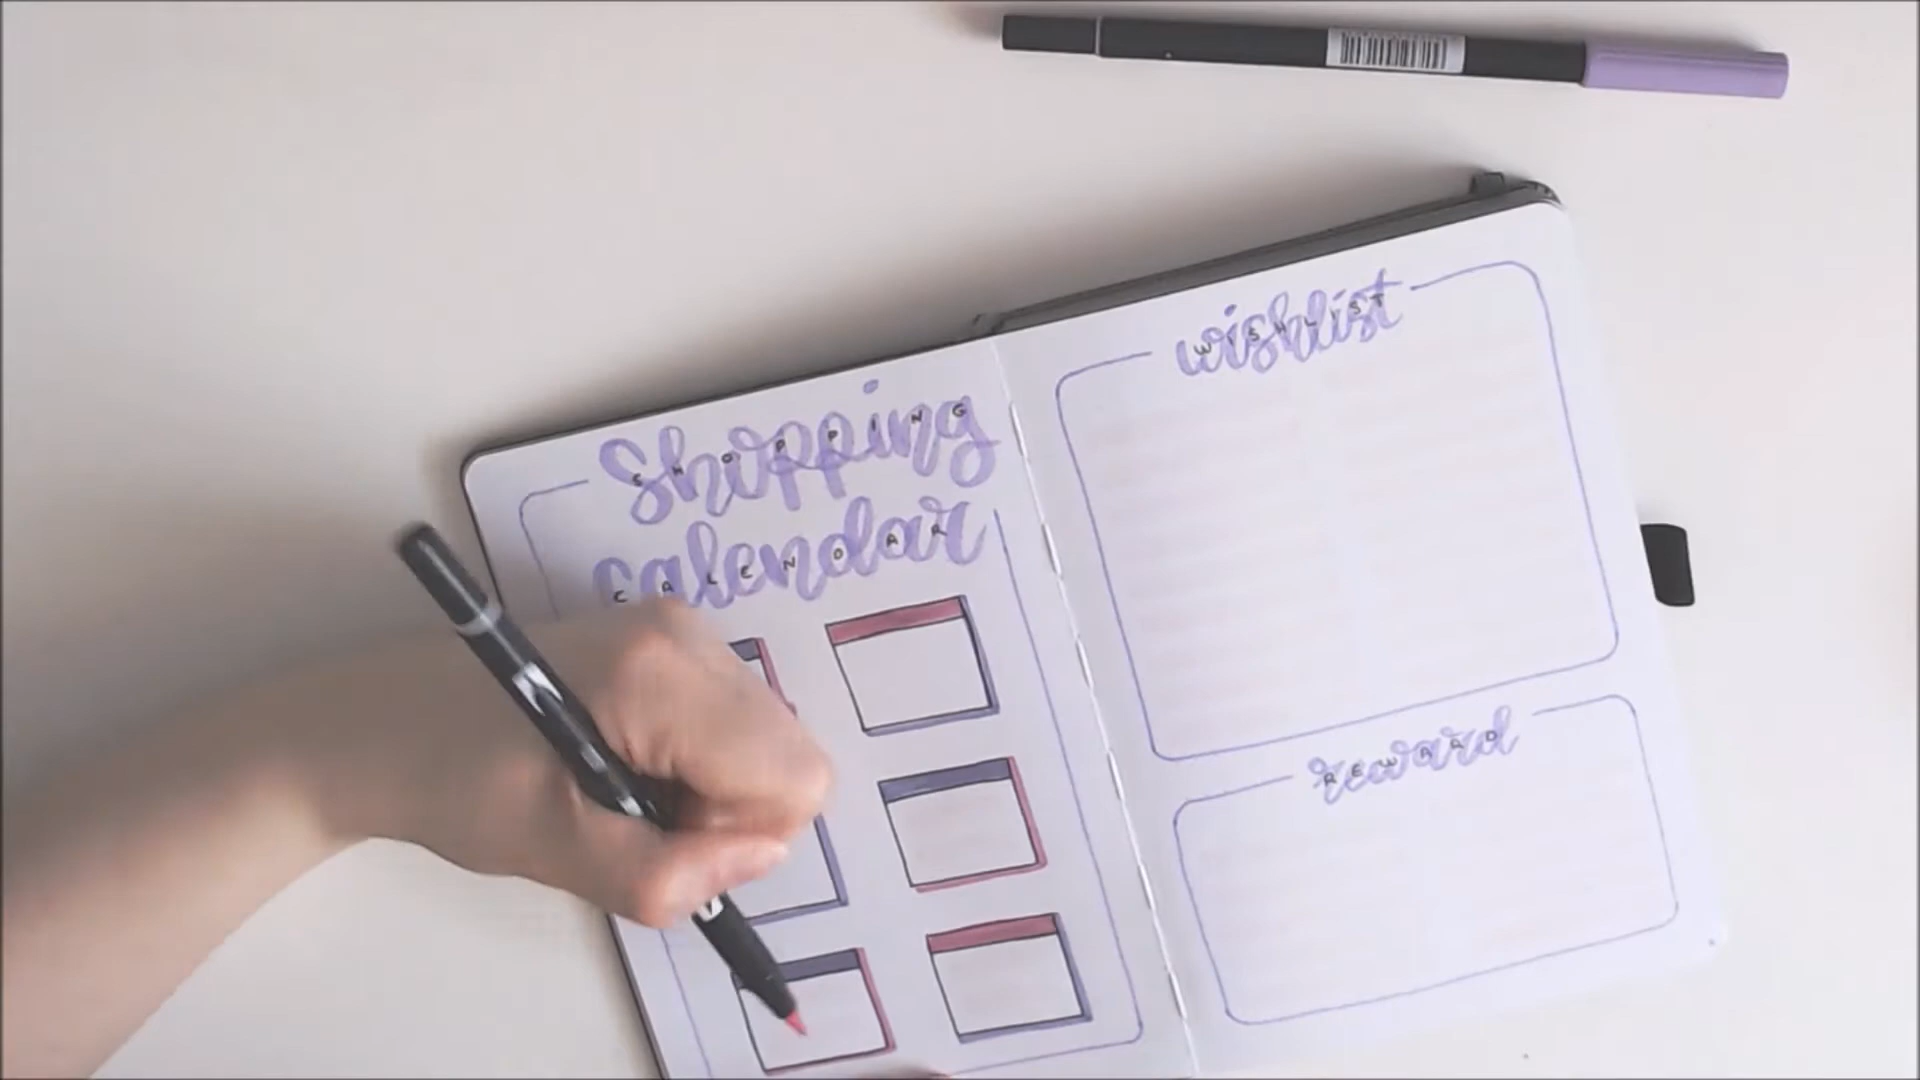 Shopping
SHOPPING
calendar
CALENDAR
wishlist
WISHLIST
reward
REWARD